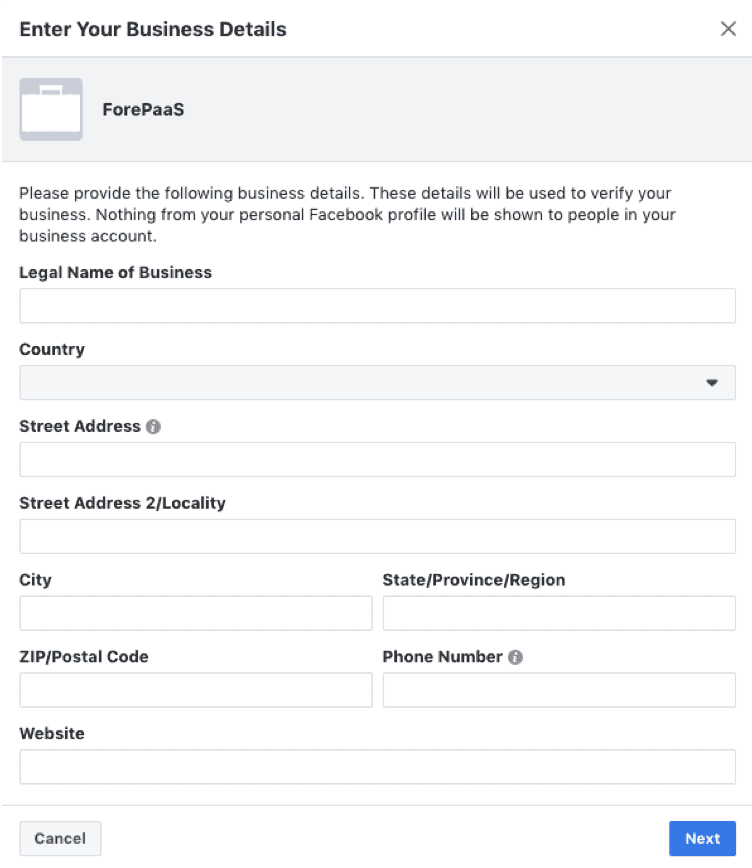 Enter Your Business Details
ForePaaS
Please provide the following business details. These details will be used to verify your
business. Nothing from your personal Facebook profile will be shown to people in your
business account.
Legal Name of Business
Country
Street Address
Street Address 2/Locality
City
State/Province/Region
ZIP/Postal Code
Phone Number
Website
Cancel
Next